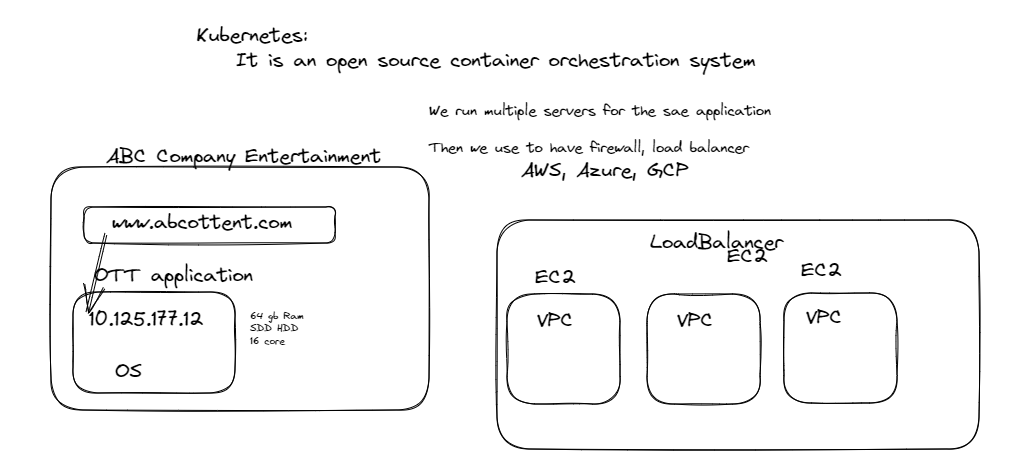 Kubernetes:
It is an open source container orchestration system
We run multiple servers for the sae application
Then we use to have firewall, load balancer
AWS, Azure, GCP
ABC Company Entertainment
www.abcottent.com
OTT application
10.125.177.12
OS
64 gb Ram
SDD HDD
16 core
LoadBalancer
EC2
EC2
EC2
VPC
VPC
VPC